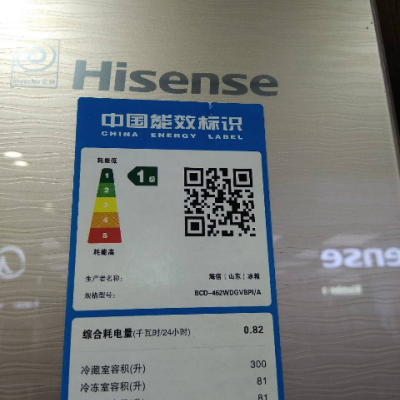 Hisense
中国能效标识
CHINA ENERGY LABEL
耗能低
1
1级
2
3
4
5
耗能高
生产者名称: 海信(山东)冰箱
规格型号: BCD-462WDGVBPI/A
综合耗电量(千瓦时/24小时) 0.82
冷藏室容积(升) 300
冷冻室容积(升) 81
81
ense